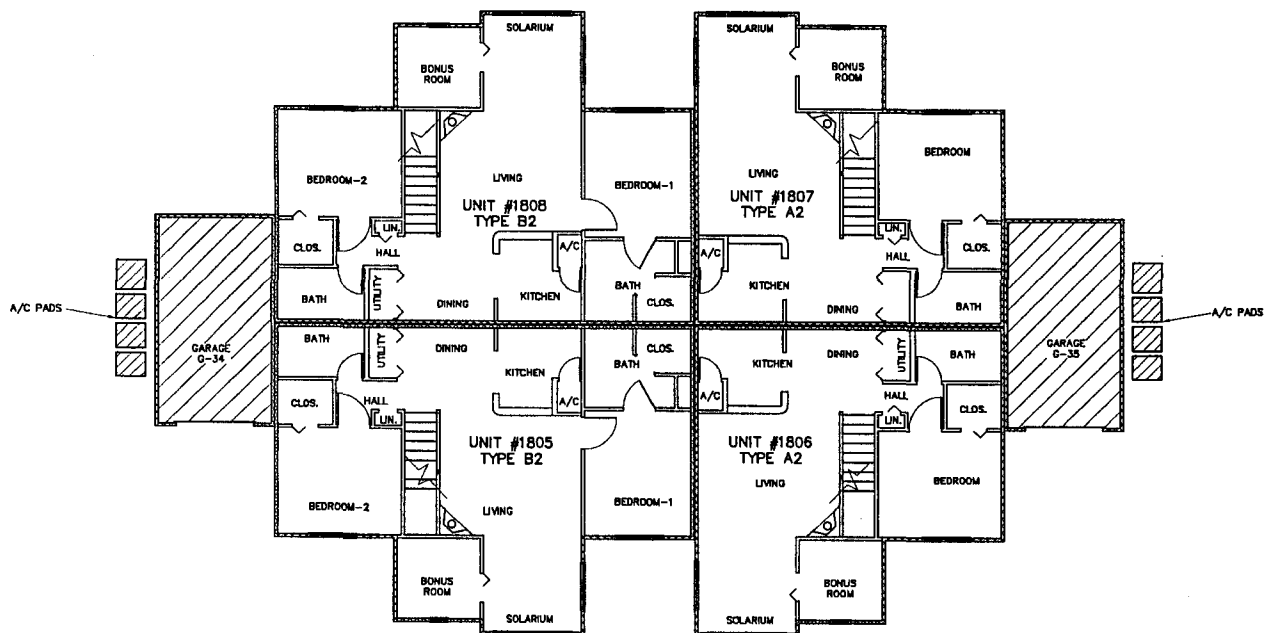 SOLARIUM
SOLARIUM
BONUS
ROOM
BONUS
ROOM
BEDROOM-2
LIVING
BEDROOM-1
LIVING
BEDROOM
UNIT #1808
TYPE B2
UNIT #1807
TYPE A2
LIN.
LIN.
CLOS.
HALL
A/C
A/C
HALL
CLOS.
UTILITY
BATH
DINING
KITCHEN
BATH
CLOS.
KITCHEN
DINING
BATH
A/C PADS
A/C PADS
GARAGE
G-34
GARAGE
G-35
BATH
UTILITY
DINING
KITCHEN
BATH
CLOS.
KITCHEN
DINING
UTILITY
BATH
CLOS.
HALL
A/C
A/C
HALL
CLOS.
LIN.
LIN.
UNIT #1805
TYPE B2
UNIT #1806
TYPE A2
BEDROOM-2
LIVING
BEDROOM-1
LIVING
BEDROOM
BONUS
ROOM
BONUS
ROOM
SOLARIUM
SOLARIUM